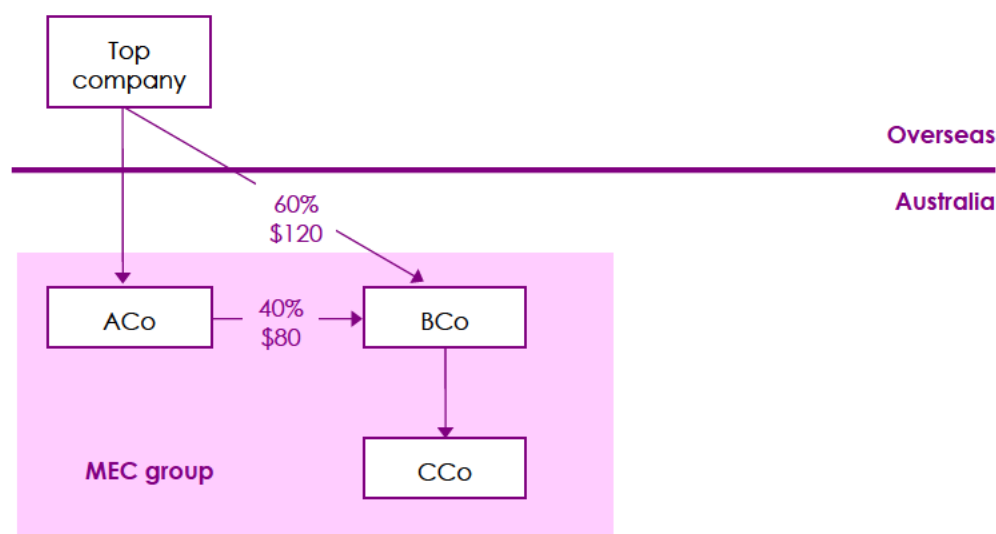 Top
company
Overseas
Australia
60%
$120
ACo
40%
$80
BCo
MEC group
CCo